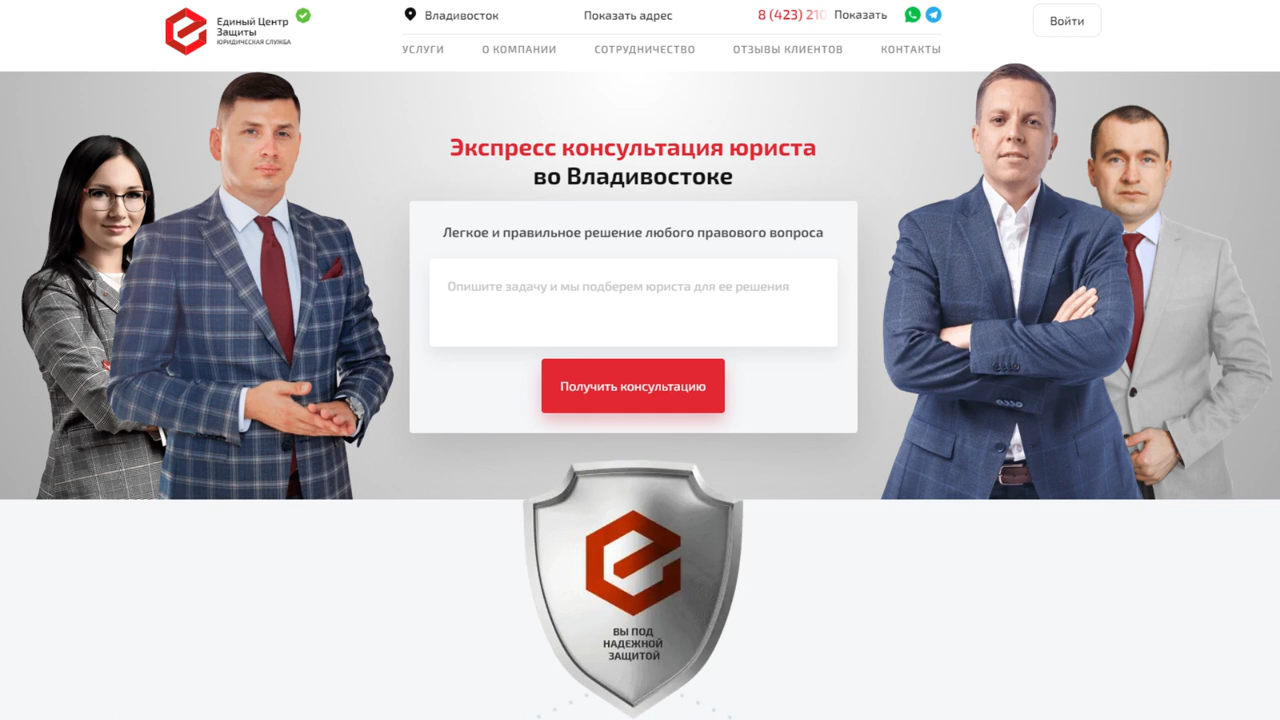 Единый Центр
Защиты
ЮРИДИЧЕСКАЯ СЛУЖБА
Владивосток
Показать адрес
8 (423) 210
Показать
Войти
УСЛУГИ
О КОМПАНИИ
СОТРУДНИЧЕСТВО
ОТЗЫВЫ КЛИЕНТОВ
КОНТАКТЫ
Экспресс консультация юриста
во Владивостоке
Легкое и правильное решение любого правового вопроса
Опишите задачу и мы подберем юриста для ее решения
Получить консультацию
ВЫ ПОД
НАДЕЖНОЙ
ЗАЩИТОЙ